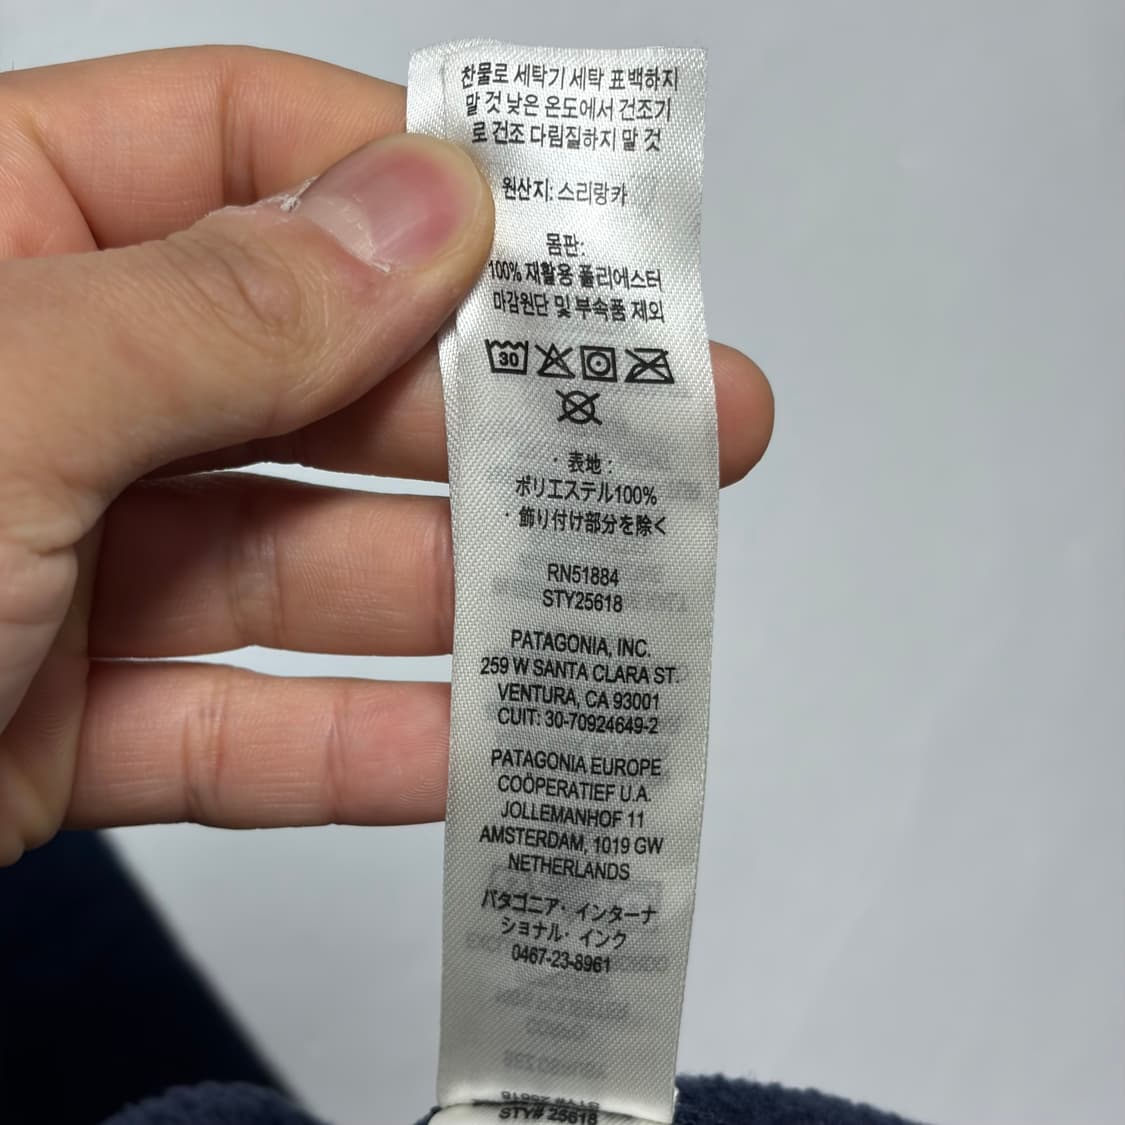 찬물로 세탁기 세탁 표백하지
말 것 낮은 온도에서 건조기
로 건조 다림질하지 말 것
원산지: 스리랑카
몸판:
100% 재활용 폴리에스터
마감원단 및 부속품 제외
30
・表地:
ポリエステル100%
・飾り付け部分を除く
RN51884
STY25618
PATAGONIA, INC.
259 W SANTA CLARA ST.
VENTURA, CA 93001
CUIT: 30-70924649-2
PATAGONIA EUROPE
COÖPERATIEF U.A.
JOLLEMANHOF 11
AMSTERDAM, 1019 GW
NETHERLANDS
パタゴニア・インターナ
ショナル・インク
0467-23-8961
STY# 25618